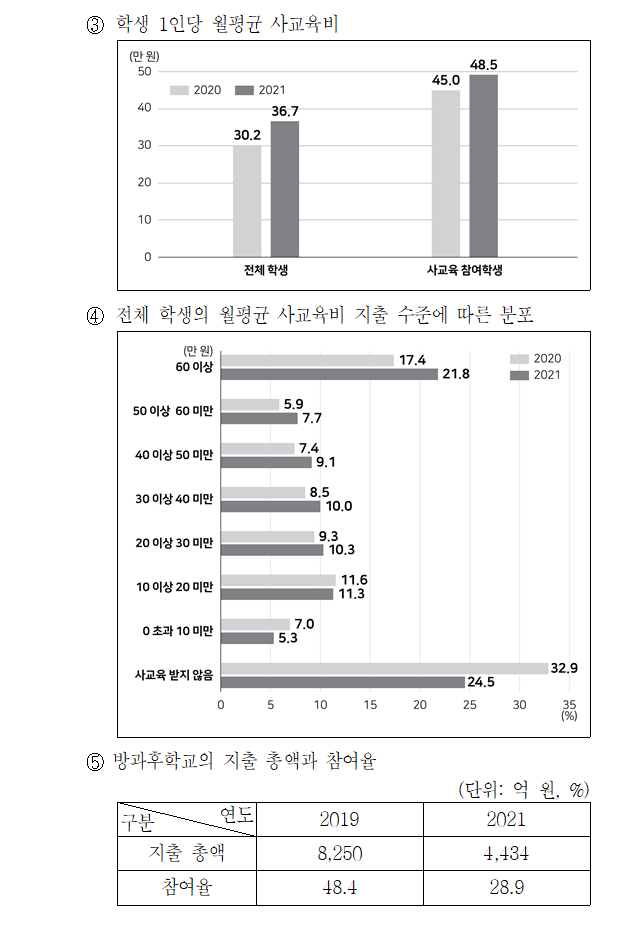 ③ 학생 1인당 월평균 사교육비
(만 원)
50
40
30
20
10
0
2020 2021
30.2 36.7 45.0 48.5
전체 학생 사교육 참여학생
④ 전체 학생의 월평균 사교육비 지출 수준에 따른 분포
(만 원)
2020
2021
60 이상 17.4 21.8
50 이상 60 미만 5.9 7.7
40 이상 50 미만 7.4 9.1
30 이상 40 미만 8.5 10.0
20 이상 30 미만 9.3 10.3
10 이상 20 미만 11.6 11.3
0 초과 10 미만 7.0 5.3
사교육 받지 않음 32.9 24.5
0 5 10 15 20 25 30 35
(%)
⑤ 방과후학교의 지출 총액과 참여율
(단위: 억 원, %)
구분 연도 2019 2021
지출 총액 8,250 4,434
참여율 48.4 28.9